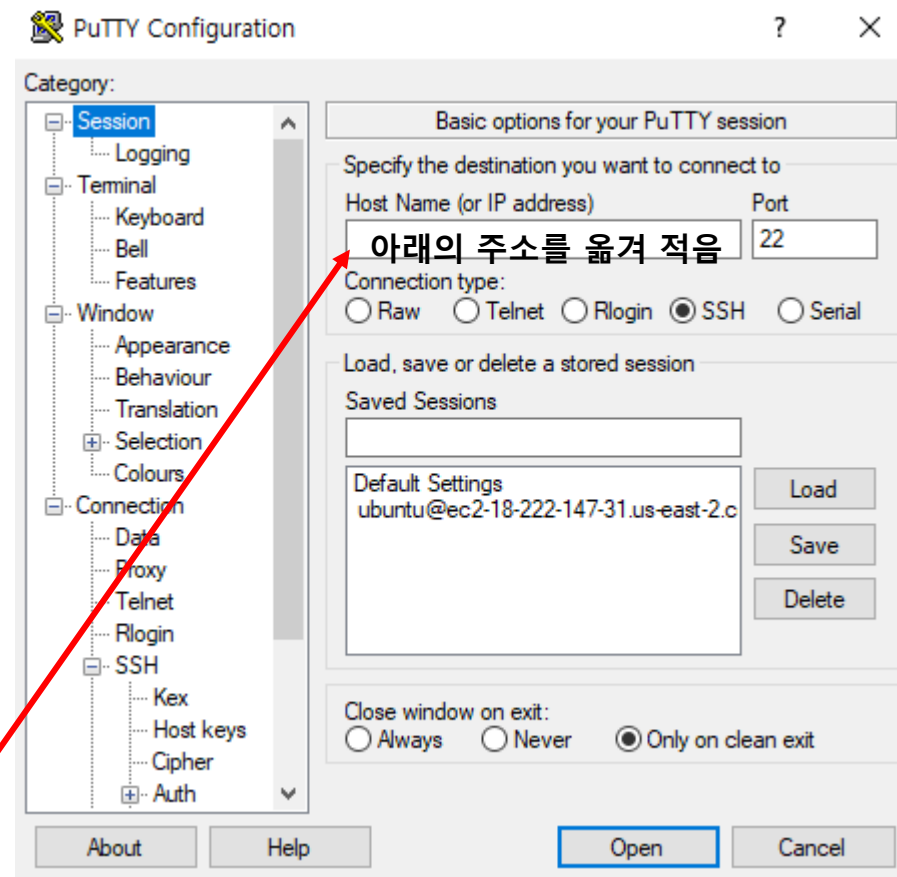 PuTTY Configuration
?
Category:
Session
Logging
Terminal
Keyboard
Bell
Features
Window
Appearance
Behaviour
Translation
Selection
Colours
Connection
Data
Proxy
Telnet
Rlogin
SSH
Kex
Host keys
Cipher
Auth
Basic options for your PuTTY session
Specify the destination you want to connect to
Host Name (or IP address) Port
아래의 주소를 옮겨 적음 22
Connection type:
Raw Telnet Rlogin SSH Serial
Load, save or delete a stored session
Saved Sessions
Default Settings
ubuntu@ec2-18-222-147-31.us-east-2.c
Load
Save
Delete
Close window on exit:
Always Never Only on clean exit
About Help Open Cancel